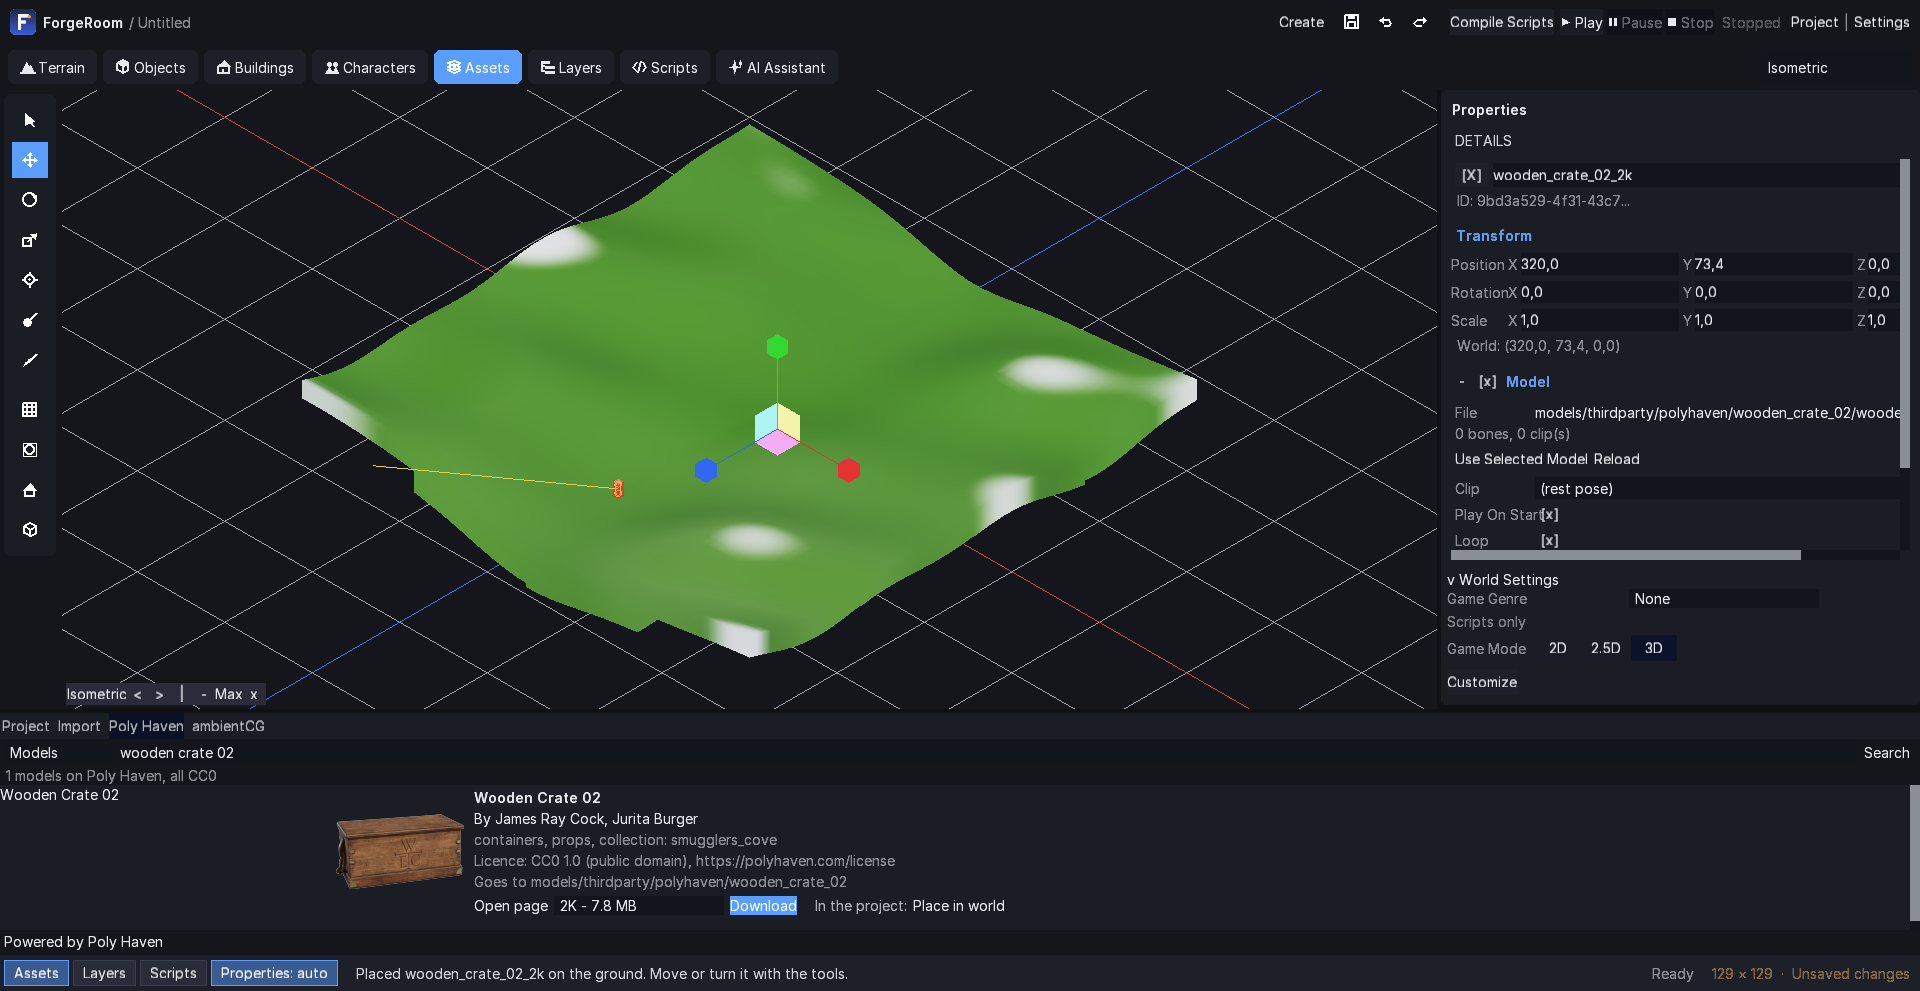 ForgeRoom / Untitled
Create
Compile Scripts Play Pause Stop Stopped Project | Settings
Terrain Objects Buildings Characters Assets Layers Scripts AI Assistant
Isometric
Properties
DETAILS
[X] wooden_crate_02_2k
ID: 9bd3a529-4f31-43c7...
Transform
Position X 320,0 Y 73,4 Z 0,0
Rotation X 0,0 Y 0,0 Z 0,0
Scale X 1,0 Y 1,0 Z 1,0
World: (320,0, 73,4, 0,0)
- [x] Model
File models/thirdparty/polyhaven/wooden_crate_02/woode
0 bones, 0 clip(s)
Use Selected Model Reload
Clip (rest pose)
Play On Start [x]
Loop [x]
v World Settings
Game Genre None
Scripts only
Game Mode 2D 2.5D 3D
Customize
Isometric < > | - Max x
Project Import Poly Haven ambientCG
Models wooden crate 02 Search
1 models on Poly Haven, all CC0
Wooden Crate 02
Wooden Crate 02
By James Ray Cock, Jurita Burger
containers, props, collection: smugglers_cove
Licence: CC0 1.0 (public domain), https://polyhaven.com/license
Goes to models/thirdparty/polyhaven/wooden_crate_02
Open page 2K - 7.8 MB Download In the project: Place in world
Powered by Poly Haven
Assets Layers Scripts Properties: auto Placed wooden_crate_02_2k on the ground. Move or turn it with the tools. Ready 129 × 129 · Unsaved changes